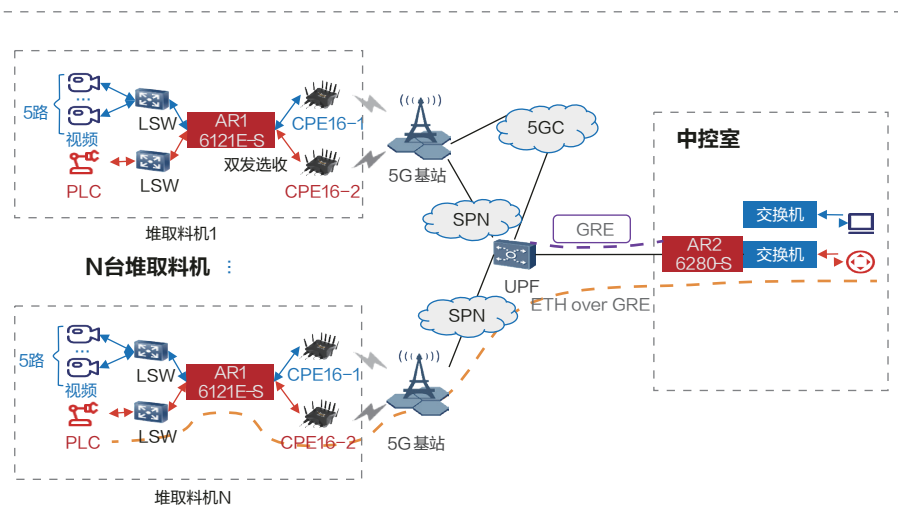 5路
视频
PLC
LSW
LSW
AR1
6121E-S
双发选收
CPE16-1
CPE16-2
堆取料机1
5G基站
5GC
SPN
GRE
UPF
中控室
AR2
6280-S
交换机
交换机
N台堆取料机
SPN
ETH over GRE
5路
视频
PLC
LSW
LSW
AR1
6121E-S
CPE16-1
CPE16-2
堆取料机N
5G基站